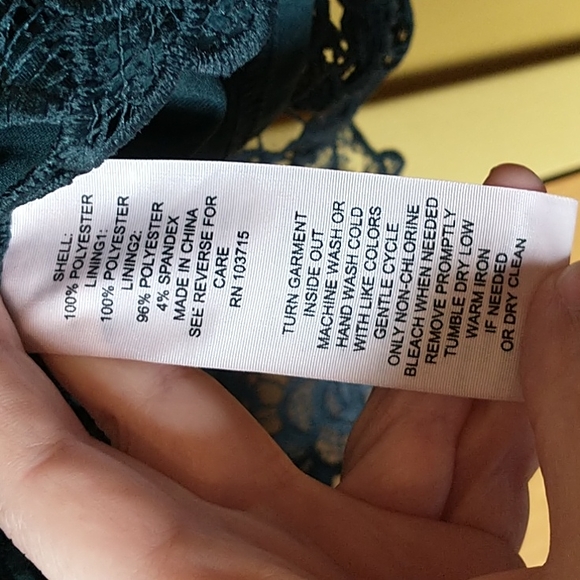 SHELL:
100% POLYESTER
LINING1:
100% POLYESTER
LINING2:
96% POLYESTER
4% SPANDEX
MADE IN CHINA
SEE REVERSE FOR
CARE
RN 103715
TURN GARMENT
INSIDE OUT
MACHINE WASH OR
HAND WASH COLD
WITH LIKE COLORS
GENTLE CYCLE
ONLY NON-CHLORINE
BLEACH WHEN NEEDED
REMOVE PROMPTLY
TUMBLE DRY LOW
WARM IRON
IF NEEDED
OR DRY CLEAN